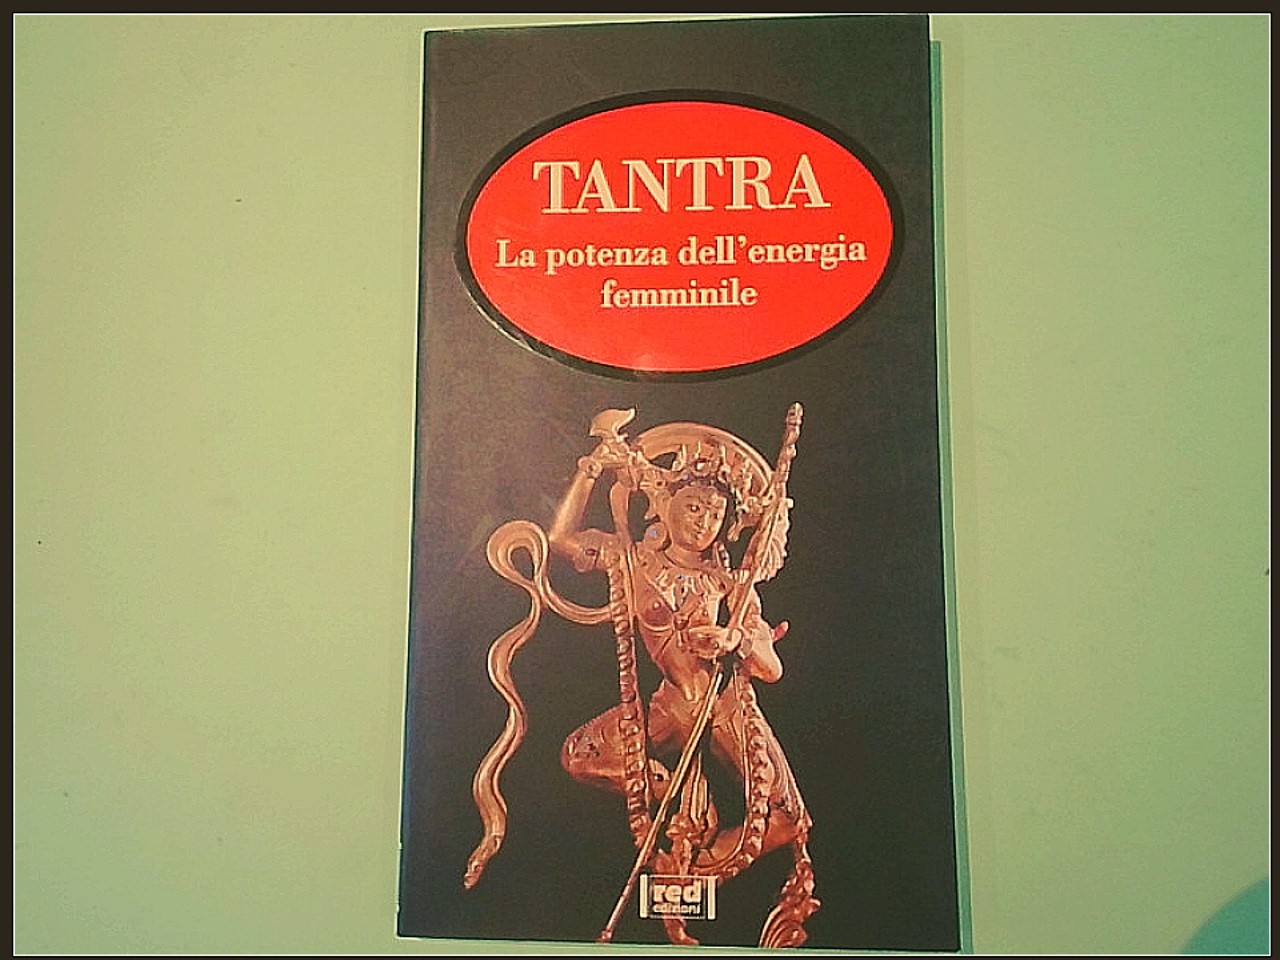 TANTRA
La potenza dell'energia
femminile
red
edizioni